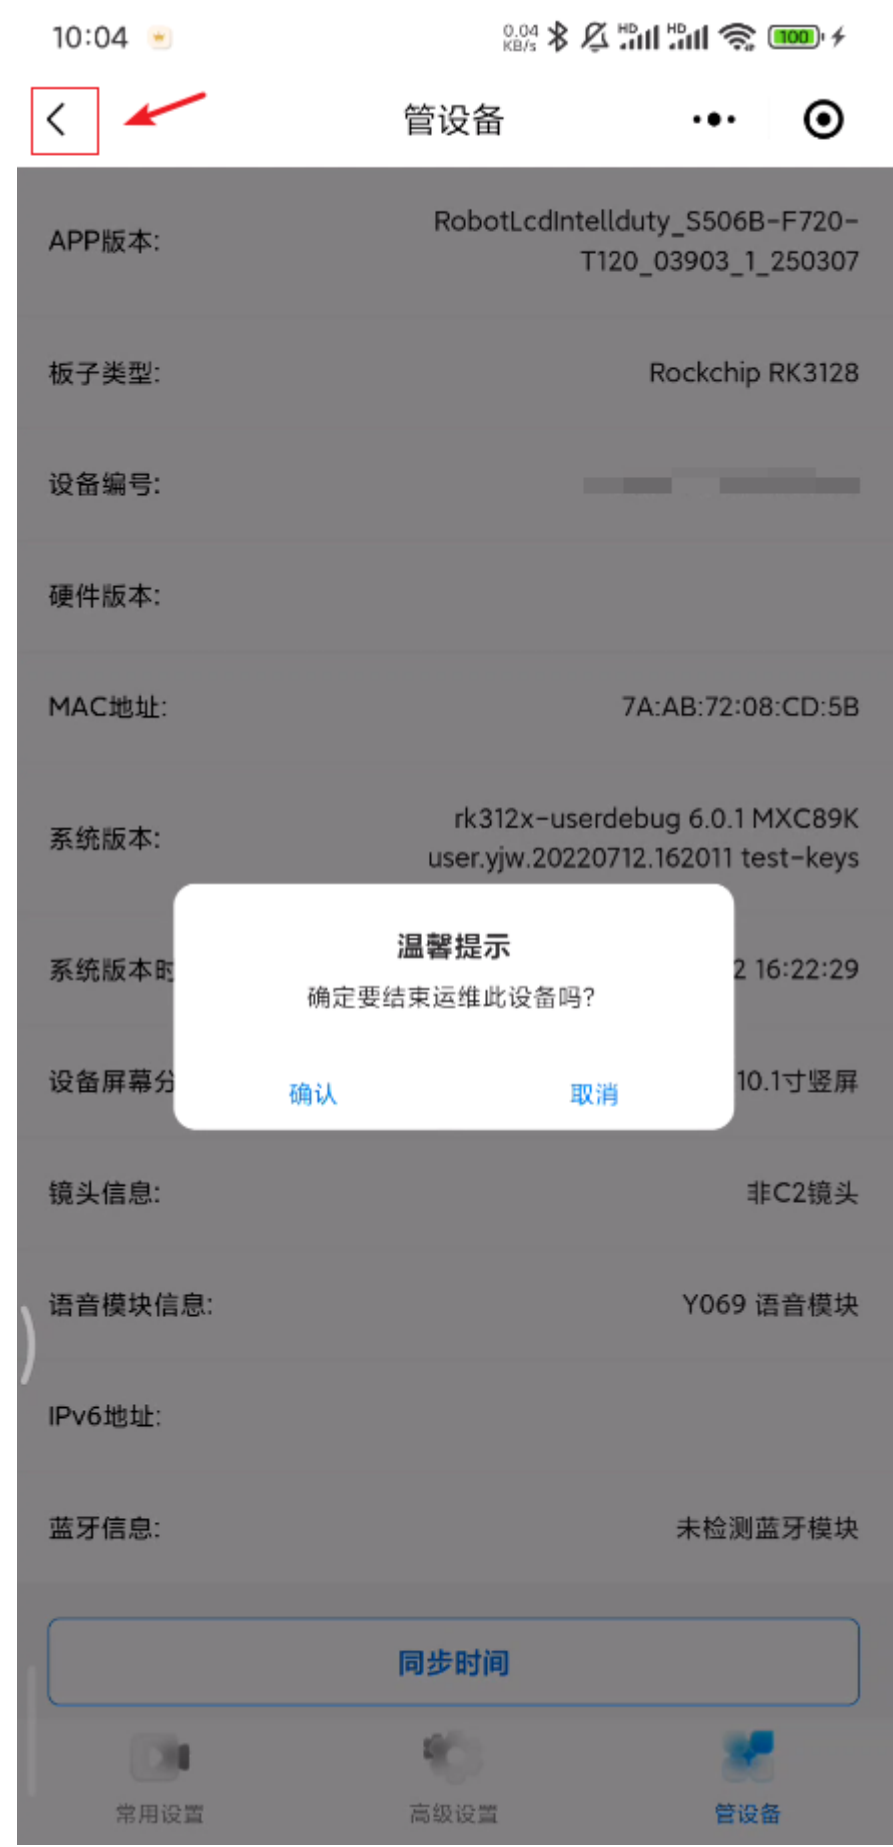 10:04
0.04 KB/s HD HD 100
管设备
APP版本:
RobotLcdIntellduty_S506B-F720-
T120_03903_1_250307
板子类型:
Rockchip RK3128
设备编号:
硬件版本:
MAC地址:
7A:AB:72:08:CD:5B
系统版本:
rk312x-userdebug 6.0.1 MXC89K
user.yjw.20220712.162011 test-keys
系统版本时
2 16:22:29
温馨提示
确定要结束运维此设备吗?
确认
取消
设备屏幕分
10.1寸竖屏
镜头信息:
非C2镜头
语音模块信息:
Y069 语音模块
IPv6地址:
蓝牙信息:
未检测蓝牙模块
同步时间
常用设置
高级设置
管设备